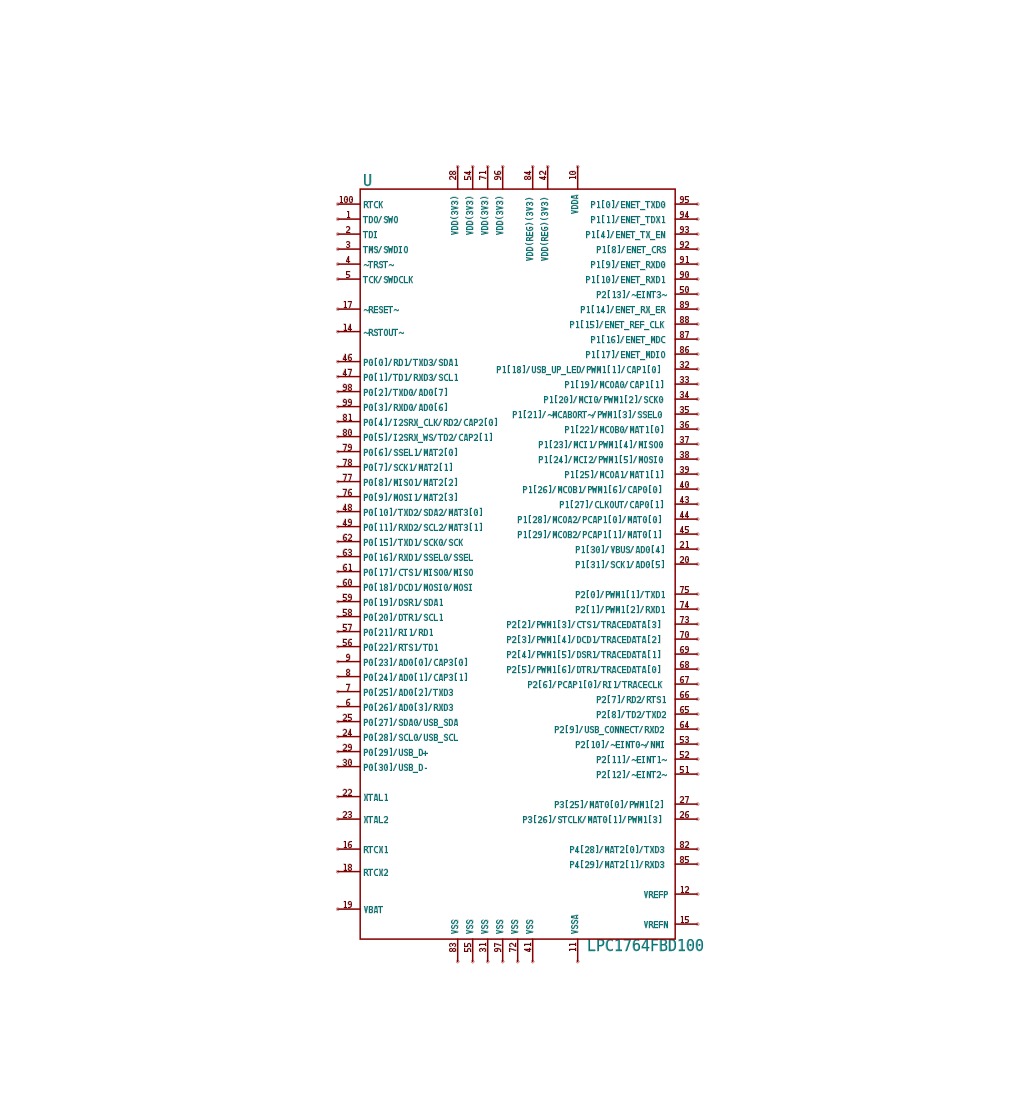 28 54 71 96 84 42 10
U
VDD(3V3) VDD(3V3) VDD(3V3) VDD(3V3) VDD(REG)(3V3) VDD(REG)(3V3) VDDA
100 RTCK P1[0]/ENET_TXD0 95
1 TDO/SWO P1[1]/ENET_TDX1 94
2 TDI P1[4]/ENET_TX_EN 93
3 TMS/SWDIO P1[8]/ENET_CRS 92
4 ~TRST~ P1[9]/ENET_RXD0 91
5 TCK/SWDCLK P1[10]/ENET_RXD1 90
P2[13]/~EINT3~ 50
17 ~RESET~ P1[14]/ENET_RX_ER 89
P1[15]/ENET_REF_CLK 88
14 ~RSTOUT~
P1[16]/ENET_MDC 87
P1[17]/ENET_MDIO 86
46 P0[0]/RD1/TXD3/SDA1
P1[18]/USB_UP_LED/PWM1[1]/CAP1[0] 32
47 P0[1]/TD1/RXD3/SCL1
P1[19]/MCOA0/CAP1[1] 33
98 P0[2]/TXD0/AD0[7]
P1[20]/MCI0/PWM1[2]/SCK0 34
99 P0[3]/RXD0/AD0[6]
P1[21]/~MCABORT~/PWM1[3]/SSEL0 35
81 P0[4]/I2SRX_CLK/RD2/CAP2[0]
P1[22]/MCOB0/MAT1[0] 36
80 P0[5]/I2SRX_WS/TD2/CAP2[1]
P1[23]/MCI1/PWM1[4]/MISO0 37
79 P0[6]/SSEL1/MAT2[0]
P1[24]/MCI2/PWM1[5]/MOSI0 38
78 P0[7]/SCK1/MAT2[1]
P1[25]/MCOA1/MAT1[1] 39
77 P0[8]/MISO1/MAT2[2]
P1[26]/MCOB1/PWM1[6]/CAP0[0] 40
76 P0[9]/MOSI1/MAT2[3]
P1[27]/CLKOUT/CAP0[1] 43
48 P0[10]/TXD2/SDA2/MAT3[0]
P1[28]/MCOA2/PCAP1[0]/MAT0[0] 44
49 P0[11]/RXD2/SCL2/MAT3[1]
P1[29]/MCOB2/PCAP1[1]/MAT0[1] 45
62 P0[15]/TXD1/SCK0/SCK
P1[30]/VBUS/AD0[4] 21
63 P0[16]/RXD1/SSEL0/SSEL
P1[31]/SCK1/AD0[5] 20
61 P0[17]/CTS1/MISO0/MISO
60 P0[18]/DCD1/MOSI0/MOSI
P2[0]/PWM1[1]/TXD1 75
59 P0[19]/DSR1/SDA1
P2[1]/PWM1[2]/RXD1 74
58 P0[20]/DTR1/SCL1
P2[2]/PWM1[3]/CTS1/TRACEDATA[3] 73
57 P0[21]/RI1/RD1
P2[3]/PWM1[4]/DCD1/TRACEDATA[2] 70
56 P0[22]/RTS1/TD1
P2[4]/PWM1[5]/DSR1/TRACEDATA[1] 69
9 P0[23]/AD0[0]/CAP3[0]
P2[5]/PWM1[6]/DTR1/TRACEDATA[0] 68
8 P0[24]/AD0[1]/CAP3[1]
P2[6]/PCAP1[0]/RI1/TRACECLK 67
7 P0[25]/AD0[2]/TXD3
P2[7]/RD2/RTS1 66
6 P0[26]/AD0[3]/RXD3
P2[8]/TD2/TXD2 65
25 P0[27]/SDA0/USB_SDA
P2[9]/USB_CONNECT/RXD2 64
24 P0[28]/SCL0/USB_SCL
P2[10]/~EINT0~/NMI 53
29 P0[29]/USB_D+
P2[11]/~EINT1~ 52
30 P0[30]/USB_D-
P2[12]/~EINT2~ 51
22 XTAL1
P3[25]/MAT0[0]/PWM1[2] 27
23 XTAL2 P3[26]/STCLK/MAT0[1]/PWM1[3] 26
16 RTCX1 P4[28]/MAT2[0]/TXD3 82
P4[29]/MAT2[1]/RXD3 85
18 RTCX2
VREFP 12
19 VBAT
VREFN 15
VSS VSS VSS VSS VSS VSS VSSA
LPC1764FBD100
83 55 31 97 72 41 11